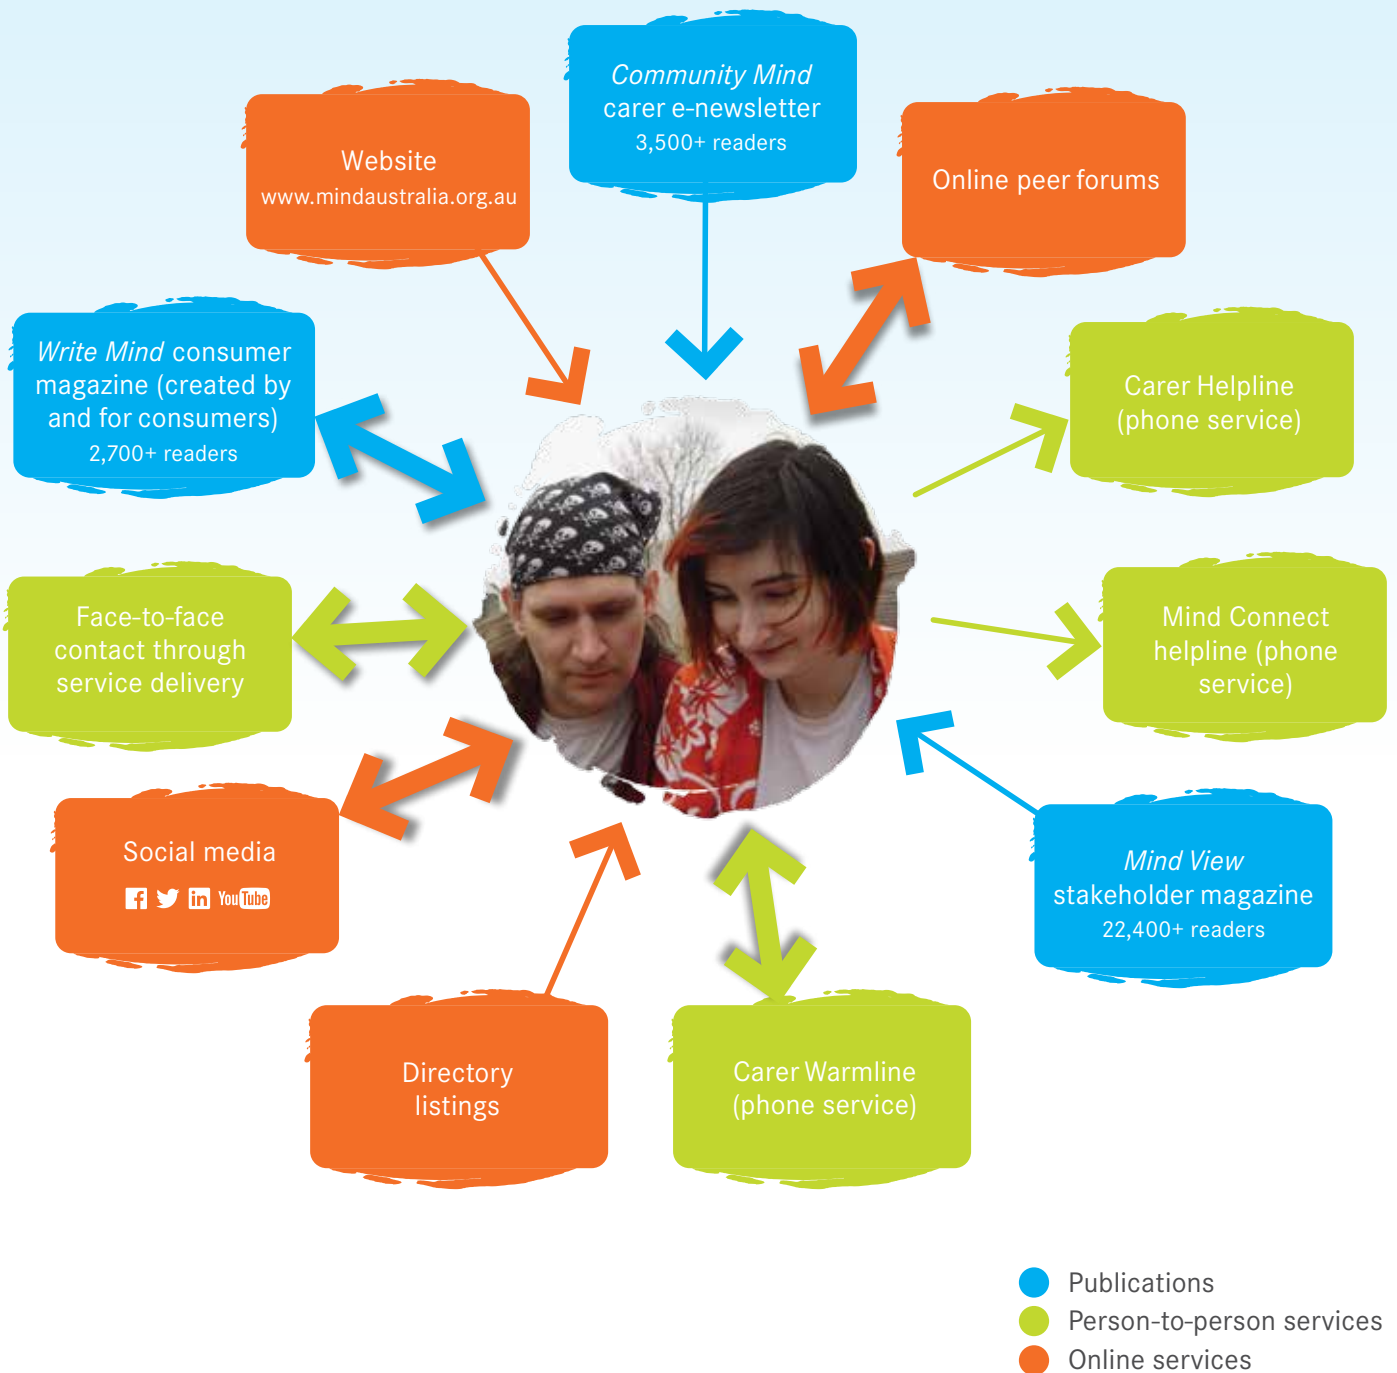 Community Mind
carer e-newsletter
3,500+ readers
Website
www.mindaustralia.org.au
Online peer forums
Write Mind consumer
magazine (created by
and for consumers)
2,700+ readers
Carer Helpline
(phone service)
Face-to-face
contact through
service delivery
Mind Connect
helpline (phone
service)
Social media
f in You Tube
Mind View
stakeholder magazine
22,400+ readers
Directory
listings
Carer Warmline
(phone service)
Publications
Person-to-person services
Online services